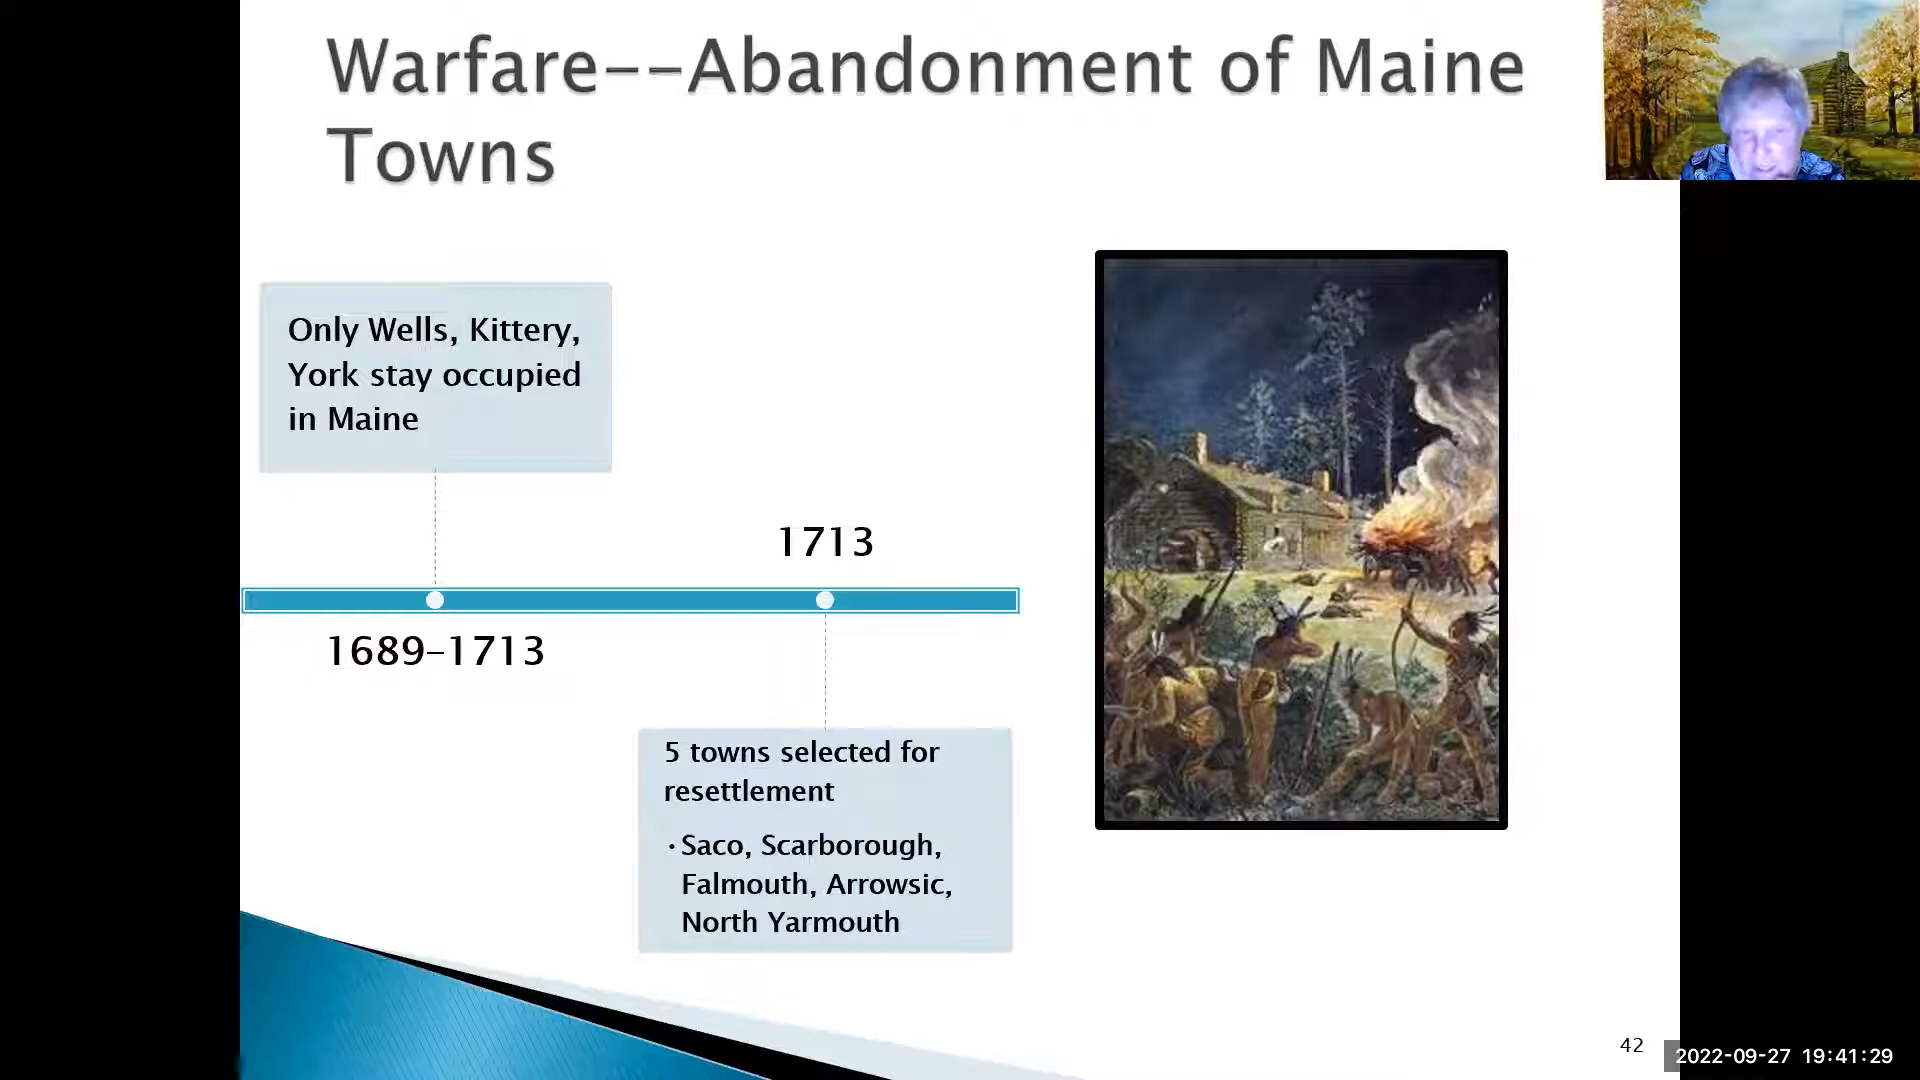 Warfare--Abandonment of Maine
Towns
Only Wells, Kittery,
York stay occupied
in Maine
1713
1689-1713
5 towns selected for
resettlement
• Saco, Scarborough,
Falmouth, Arrowsic,
North Yarmouth
42
2022-09-27 19:41:29